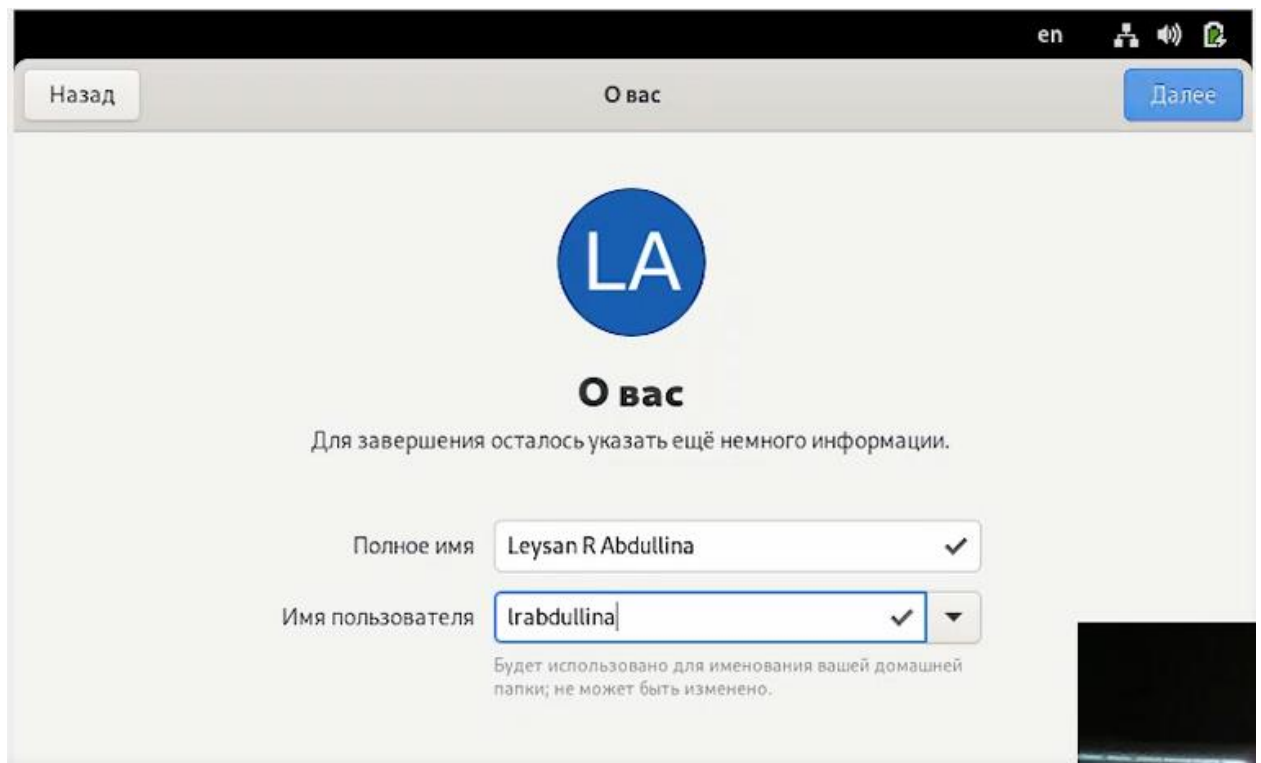 en
Назад
О вас
Далее
LA
О вас
Для завершения осталось указать ещё немного информации.
Полное имя
Leysan R Abdullina
Имя пользователя
lrabdullina
Будет использовано для именования вашей домашней
папки; не может быть изменено.